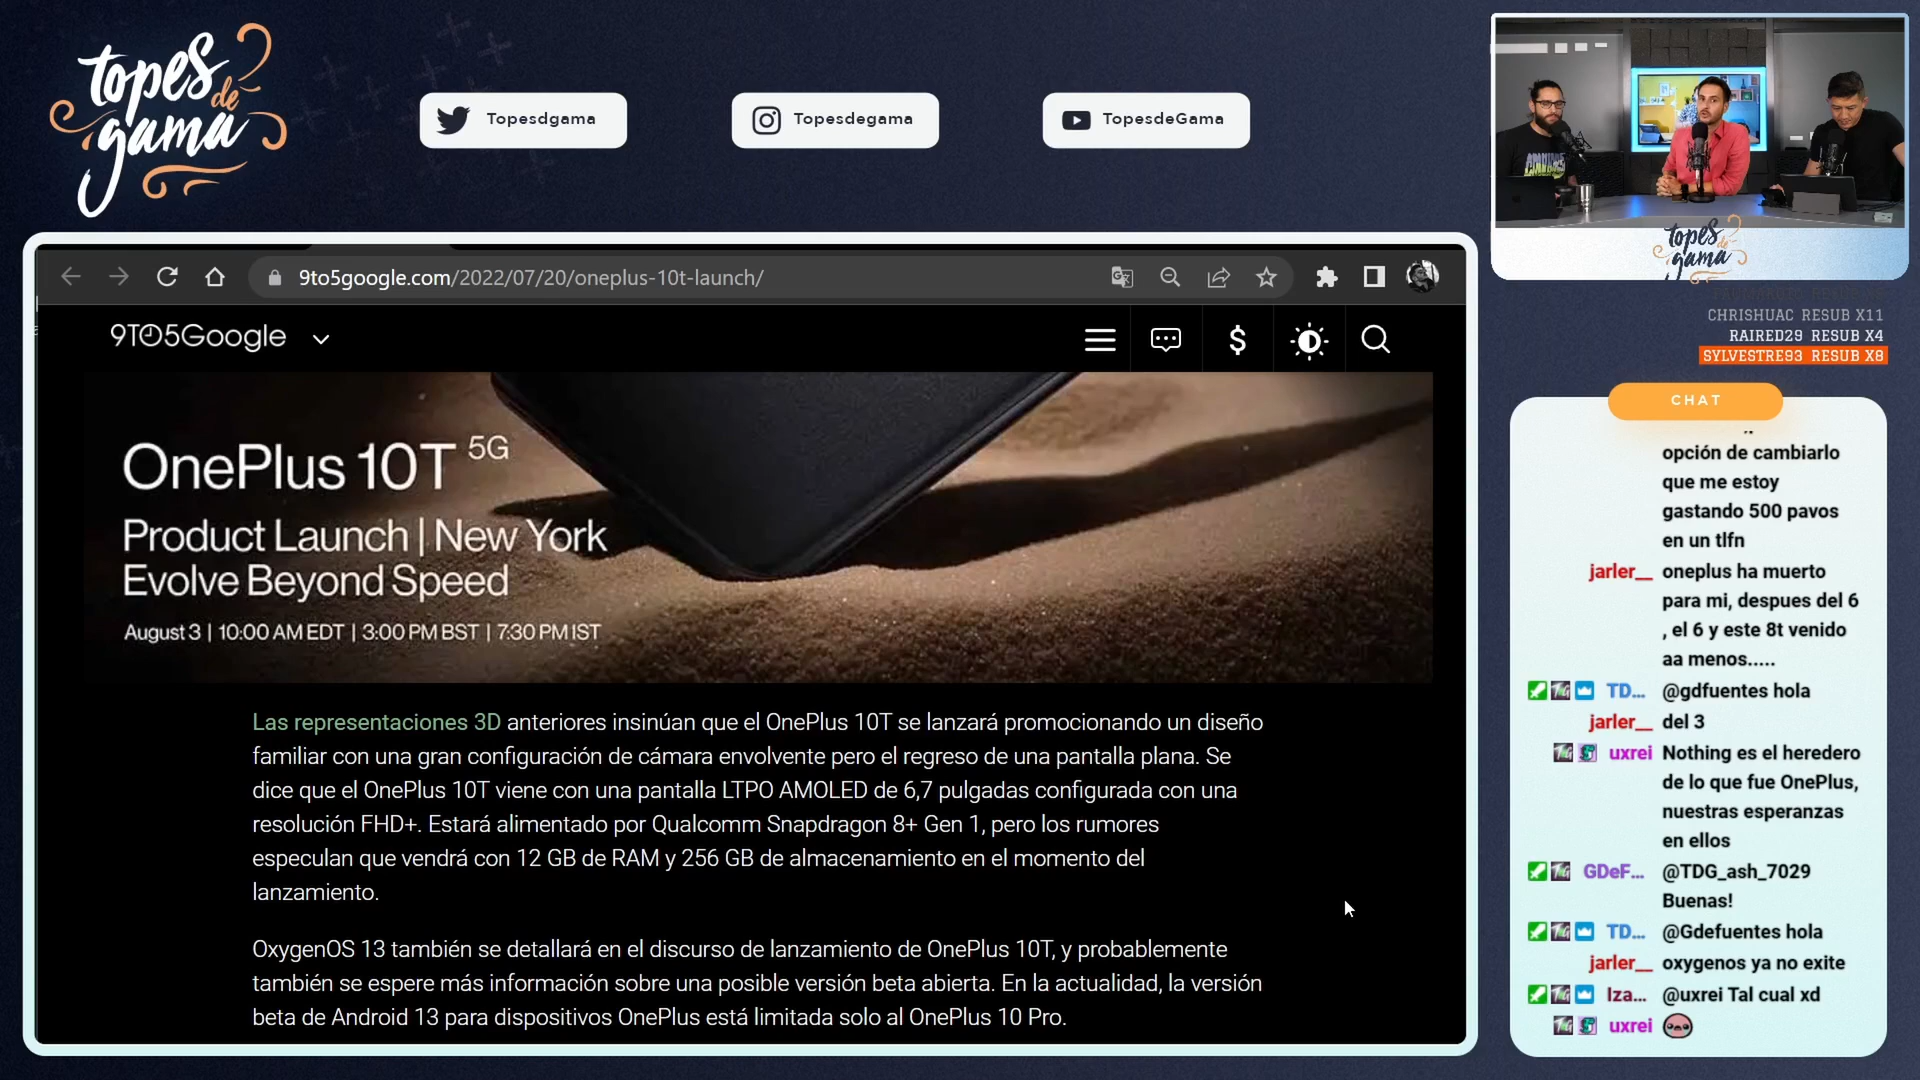 topes
de
gama
Topesdgama
Topesdegama
TopesdeGama
topes
de
gama
CHRISHUAC RESUB X11
RAIRED29 RESUB X4
SYLVESTRE93 RESUB X8
9to5google.com/2022/07/20/oneplus-10t-launch/
9TO5Google
OnePlus 10T 5G
Product Launch | New York
Evolve Beyond Speed
August 3 | 10:00 AM EDT | 3:00 PM BST | 7:30 PM IST
Las representaciones 3D anteriores insinúan que el OnePlus 10T se lanzará promocionando un diseño
familiar con una gran configuración de cámara envolvente pero el regreso de una pantalla plana. Se
dice que el OnePlus 10T viene con una pantalla LTPO AMOLED de 6,7 pulgadas configurada con una
resolución FHD+. Estará alimentado por Qualcomm Snapdragon 8+ Gen 1, pero los rumores
especulan que vendrá con 12 GB de RAM y 256 GB de almacenamiento en el momento del
lanzamiento.
OxygenOS 13 también se detallará en el discurso de lanzamiento de OnePlus 10T, y probablemente
también se espere más información sobre una posible versión beta abierta. En la actualidad, la versión
beta de Android 13 para dispositivos OnePlus está limitada solo al OnePlus 10 Pro.
CHAT
opción de cambiarlo
que me estoy
gastando 500 pavos
en un tlfn
jarler__ oneplus ha muerto
para mi, despues del 6
, el 6 y este 8t venido
aa menos.....
TD... @gdfuentes hola
jarler__ del 3
uxrei Nothing es el heredero
de lo que fue OnePlus,
nuestras esperanzas
en ellos
GDeF... @TDG_ash_7029
Buenas!
TD... @Gdefuentes hola
jarler__ oxygenos ya no exite
Iza... @uxrei Tal cual xd
uxrei